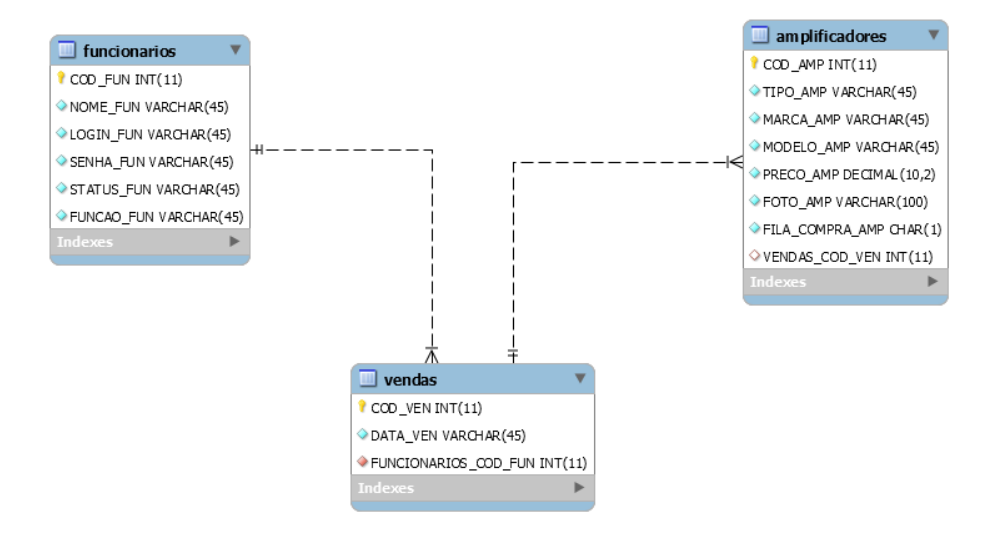 funcionarios
COD_FUN INT(11)
NOME_FUN VARCHAR(45)
LOGIN_FUN VARCHAR(45)
SENHA_FUN VARCHAR(45)
STATUS_FUN VARCHAR(45)
FUNCAO_FUN VARCHAR(45)
Indexes
amplificadores
COD_AMP INT(11)
TIPO_AMP VARCHAR(45)
MARCA_AMP VARCHAR(45)
MODELO_AMP VARCHAR(45)
PRECO_AMP DECIMAL(10,2)
FOTO_AMP VARCHAR(100)
FILA_COMPRA_AMP CHAR(1)
VENDAS_COD_VEN INT(11)
Indexes
vendas
COD_VEN INT(11)
DATA_VEN VARCHAR(45)
FUNCIONARIOS_COD_FUN INT(11)
Indexes